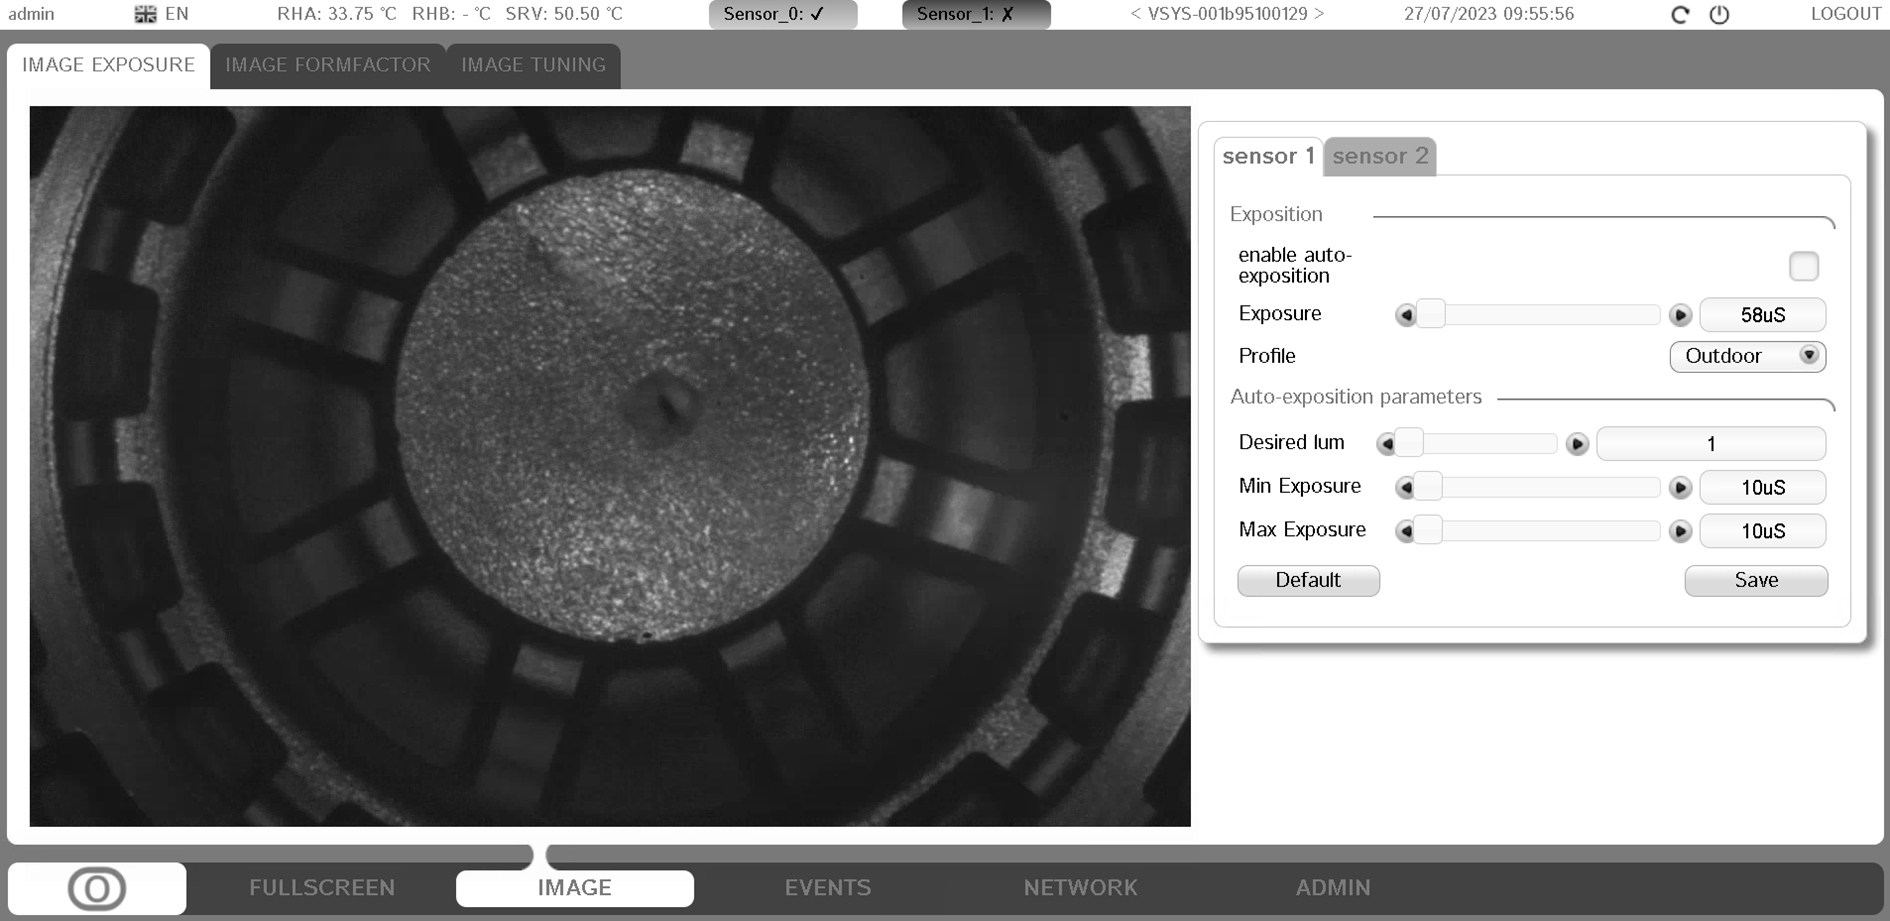 admin EN RHA: 33.75 °C RHB: - °C SRV: 50.50 °C Sensor_0: ✓ Sensor_1: ✗ < VSYS-001b95100129 > 27/07/2023 09:55:56 LOGOUT
IMAGE EXPOSURE IMAGE FORMFACTOR IMAGE TUNING
sensor 1 sensor 2
Exposition
enable auto-
exposition
Exposure 58uS
Profile Outdoor
Auto-exposition parameters
Desired lum 1
Min Exposure 10uS
Max Exposure 10uS
Default Save
FULLSCREEN IMAGE EVENTS NETWORK ADMIN